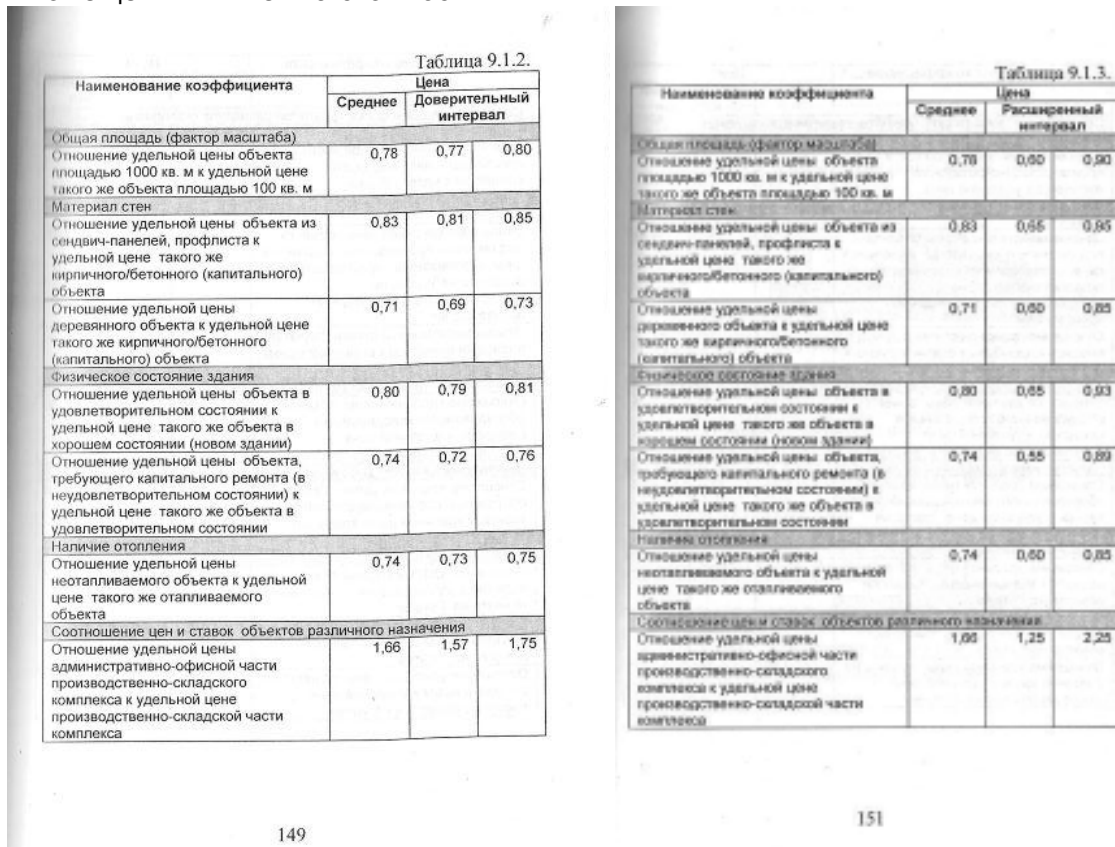 Таблица 9.1.2.
Наименование коэффициента Цена
Среднее Доверительный
интервал
Общая площадь (фактор масштаба)
Отношение удельной цены объекта 0,78 0,77 0,80
площадью 1000 кв. м к удельной цене
такого же объекта площадью 100 кв. м
Материал стен
Отношение удельной цены объекта из 0,83 0,81 0,85
сендвич-панелей, профлиста к
удельной цене такого же
кирпичного/бетонного (капитального)
объекта
Отношение удельной цены 0,71 0,69 0,73
деревянного объекта к удельной цене
такого же кирпичного/бетонного
(капитального) объекта
Физическое состояние здания
Отношение удельной цены объекта в 0,80 0,79 0,81
удовлетворительном состоянии к
удельной цене такого же объекта в
хорошем состоянии (новом здании)
Отношение удельной цены объекта, 0,74 0,72 0,76
требующего капитального ремонта (в
неудовлетворительном состоянии) к
удельной цене такого же объекта в
удовлетворительном состоянии
Наличие отопления
Отношение удельной цены 0,74 0,73 0,75
неотапливаемого объекта к удельной
цене такого же отапливаемого
объекта
Соотношение цен и ставок объектов различного назначения
Отношение удельной цены 1,66 1,57 1,75
административно-офисной части
производственно-складского
комплекса к удельной цене
производственно-складской части
комплекса
149
Таблица 9.1.3.
Наименование коэффициента Цена
Среднее Расширенный
интервал
Общая площадь (фактор масштаба)
Отношение удельной цены объекта 0,78 0,60 0,90
площадью 1000 кв. м к удельной цене
такого же объекта площадью 100 кв. м
Материал стен
Отношение удельной цены объекта из 0,83 0,65 0,95
сендвич-панелей, профлиста к
удельной цене такого же
кирпичного/бетонного (капитального)
объекта
Отношение удельной цены 0,71 0,60 0,85
деревянного объекта к удельной цене
такого же кирпичного/бетонного
(капитального) объекта
Физическое состояние здания
Отношение удельной цены объекта в 0,80 0,65 0,93
удовлетворительном состоянии к
удельной цене такого же объекта в
хорошем состоянии (новом здании)
Отношение удельной цены объекта, 0,74 0,55 0,89
требующего капитального ремонта (в
неудовлетворительном состоянии) к
удельной цене такого же объекта в
удовлетворительном состоянии
Наличие отопления
Отношение удельной цены 0,74 0,60 0,85
неотапливаемого объекта к удельной
цене такого же отапливаемого
объекта
Соотношение цен и ставок объектов различного назначения
Отношение удельной цены 1,66 1,25 2,25
административно-офисной части
производственно-складского
комплекса к удельной цене
производственно-складской части
комплекса
151